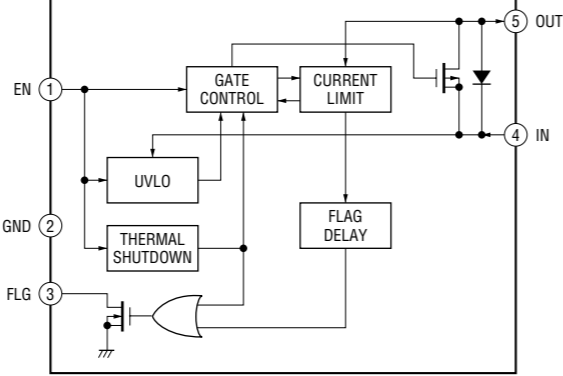 5 OUT
GATE
CONTROL
CURRENT
LIMIT
EN 1
4 IN
UVLO
GND 2
FLAG
DELAY
THERMAL
SHUTDOWN
FLG 3